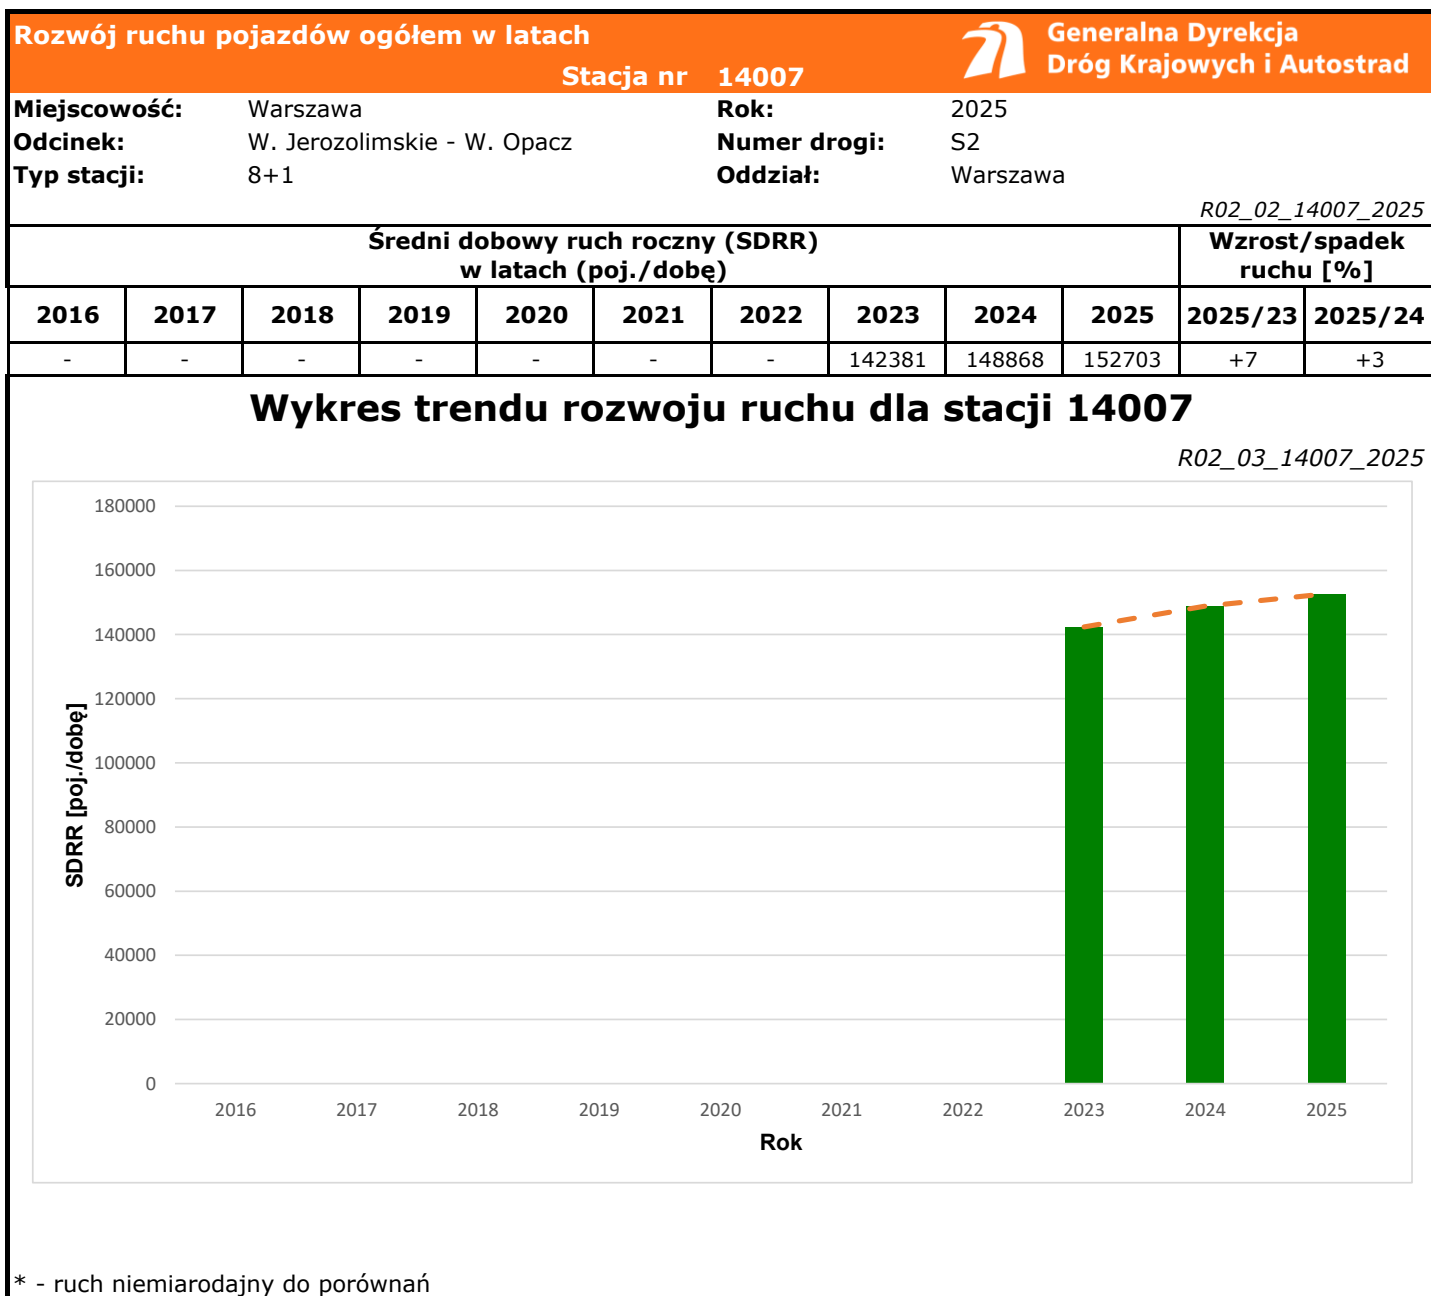 Rozwój ruchu pojazdów ogółem w latach
Generalna Dyrekcja
Dróg Krajowych i Autostrad
Stacja nr 14007
Miejscowość: Warszawa Rok: 2025
Odcinek: W. Jerozolimskie - W. Opacz Numer drogi: S2
Typ stacji: 8+1 Oddział: Warszawa
R02_02_14007_2025
Średni dobowy ruch roczny (SDRR)
w latach (poj./dobę)
Wzrost/spadek
ruchu [%]
2016 2017 2018 2019 2020 2021 2022 2023 2024 2025 2025/23 2025/24
- - - - - - - 142381 148868 152703 +7 +3
Wykres trendu rozwoju ruchu dla stacji 14007
R02_03_14007_2025
180000
160000
140000
120000
100000
80000
60000
40000
20000
0
SDRR [poj./dobę]
2016 2017 2018 2019 2020 2021 2022 2023 2024 2025
Rok
* - ruch niemiarodajny do porównań